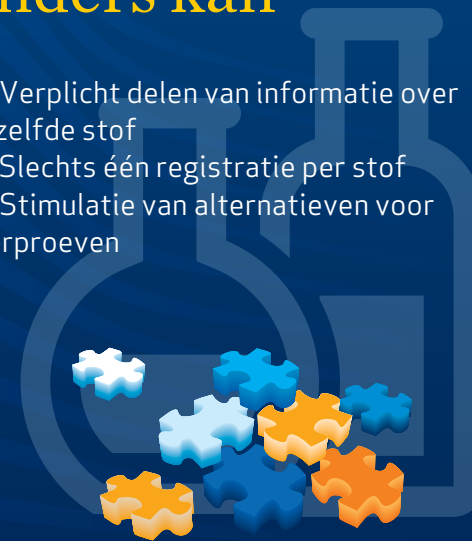 nders kan
Verplicht delen van informatie over
zelfde stof
Slechts één registratie per stof
Stimulatie van alternatieven voor
rproeven